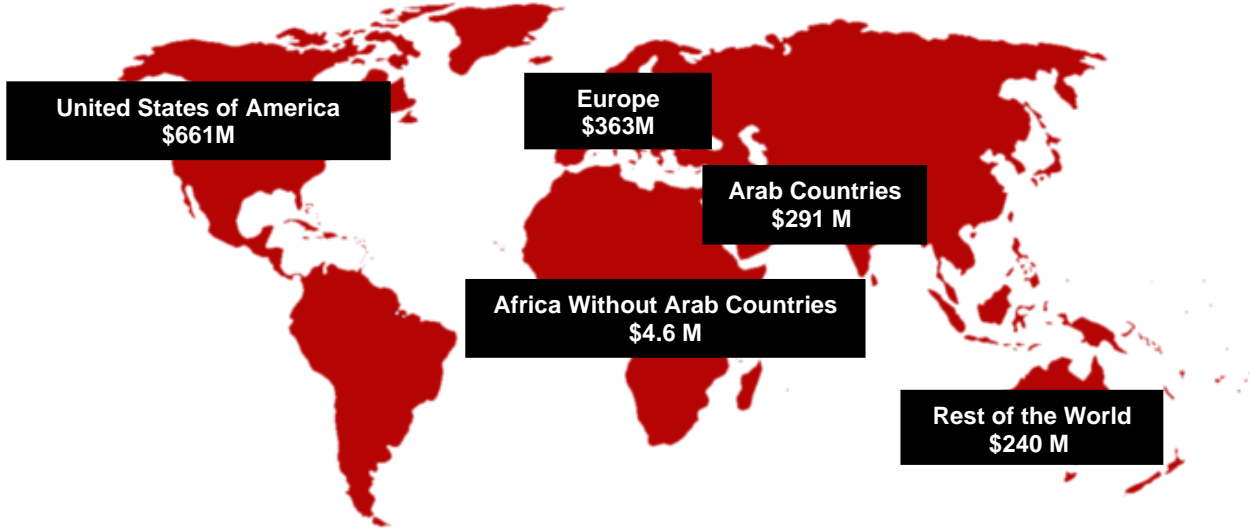 United States of America
$661M
Europe
$363M
Arab Countries
$291 M
Africa Without Arab Countries
$4.6 M
Rest of the World
$240 M